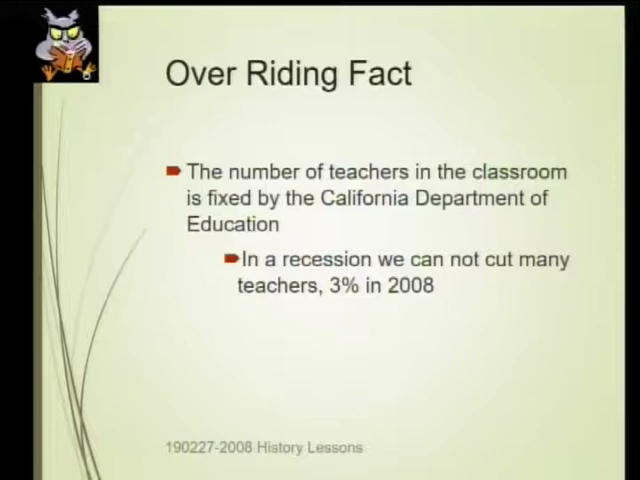 Over Riding Fact
The number of teachers in the classroom
is fixed by the California Department of
Education
In a recession we can not cut many
teachers, 3% in 2008
190227-2008 History Lessons